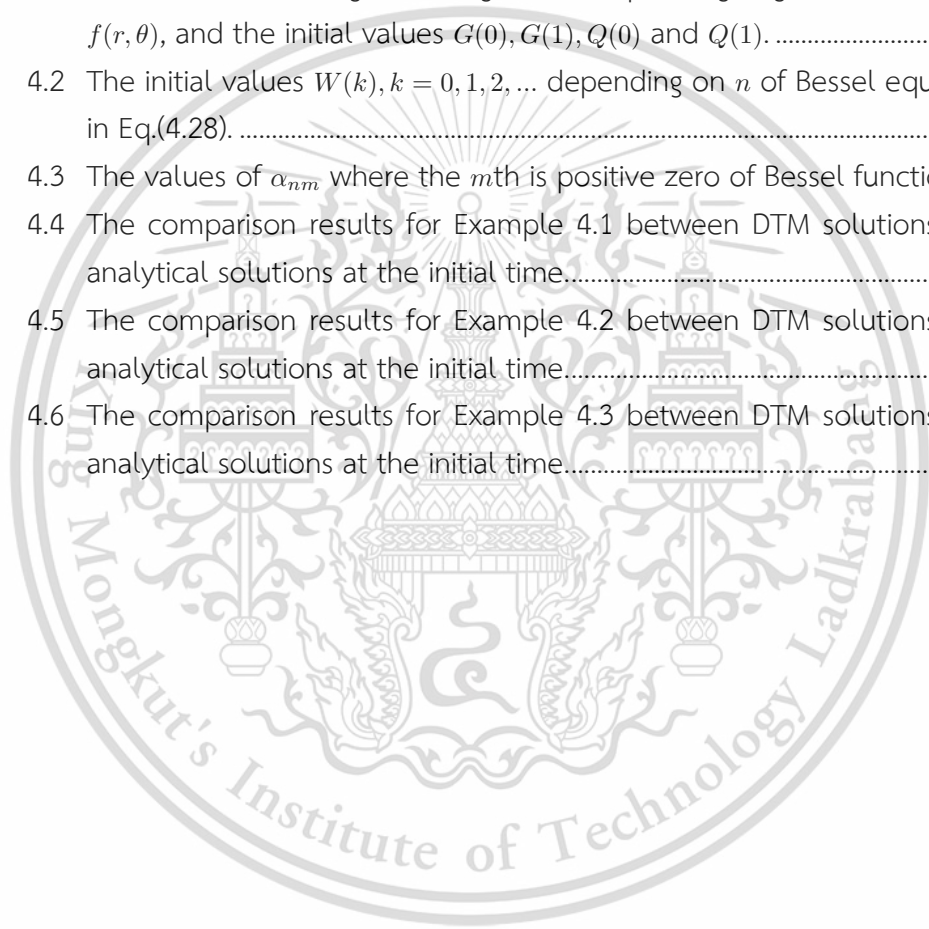 f(r, θ), and the initial values G(0), G(1), Q(0) and Q(1). ........................
4.2 The initial values W(k), k = 0, 1, 2, ... depending on n of Bessel
in Eq.(4.28). ........................
4.3 The values of α_{nm} where the mth is positive zero of Bessel
4.4 The comparison results for Example 4.1 between DTM solutions
analytical solutions at the initial time........................
4.5 The comparison results for Example 4.2 between DTM solutions
analytical solutions at the initial time........................
4.6 The comparison results for Example 4.3 between DTM solutions
analytical solutions at the initial time........................
King Mongkut's Institute of Technology Ladkrabang